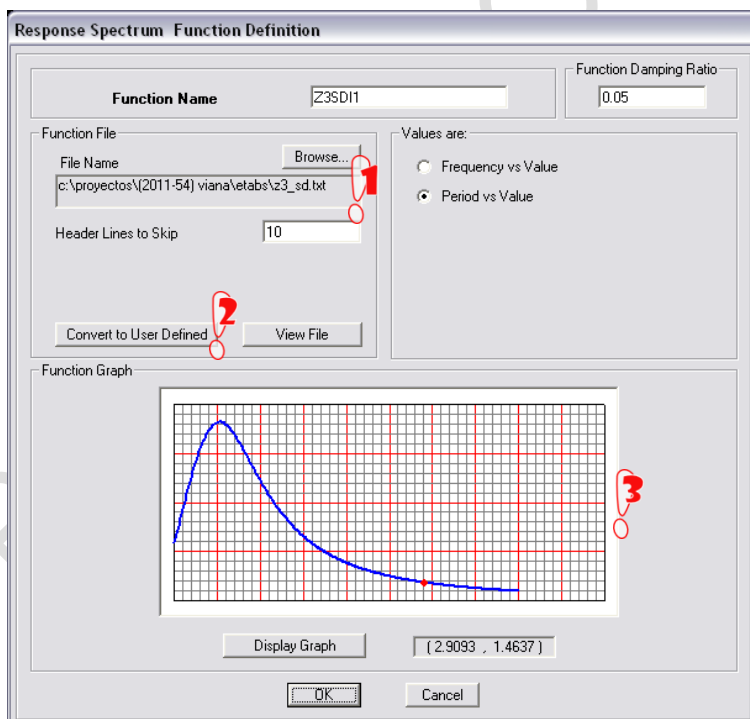 Response Spectrum Function Definition
Function Damping Ratio
Function Name
Z3SDI1
0.05
Function File
Values are:
File Name
Browse...
1
c:\proyectos\(2011-54) viana\etabs\z3_sd.txt
Frequency vs Value
Period vs Value
Header Lines to Skip
10
2
Convert to User Defined
View File
Function Graph
3
Display Graph
( 2.9093 , 1.4637 )
OK
Cancel